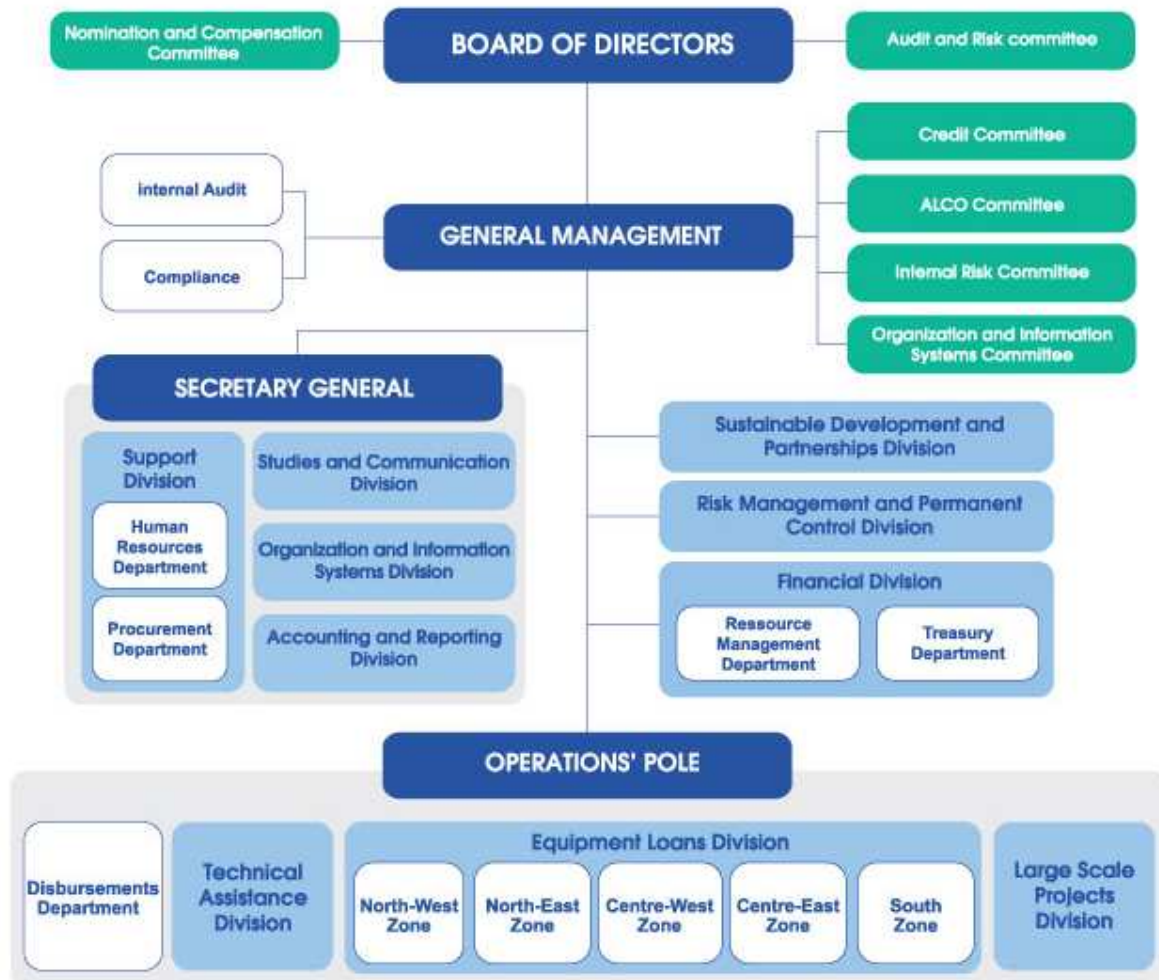 Nomination and Compensation
Committee
BOARD OF DIRECTORS
Audit and Risk committee
Credit Committee
internal Audit
ALCO Committee
GENERAL MANAGEMENT
Compliance
Internal Risk Committee
Organization and Information
Systems Committee
SECRETARY GENERAL
Support
Division
Human
Resources
Department
Procurement
Department
Studies and Communication
Division
Organization and Information
Systems Division
Accounting and Reporting
Division
Sustainable Development and
Partnerships Division
Risk Management and Permanent
Control Division
Financial Division
Ressource
Management
Department
Treasury
Department
OPERATIONS' POLE
Disbursements
Department
Technical
Assistance
Division
Equipment Loans Division
North-West
Zone
North-East
Zone
Centre-West
Zone
Centre-East
Zone
South
Zone
Large Scale
Projects
Division